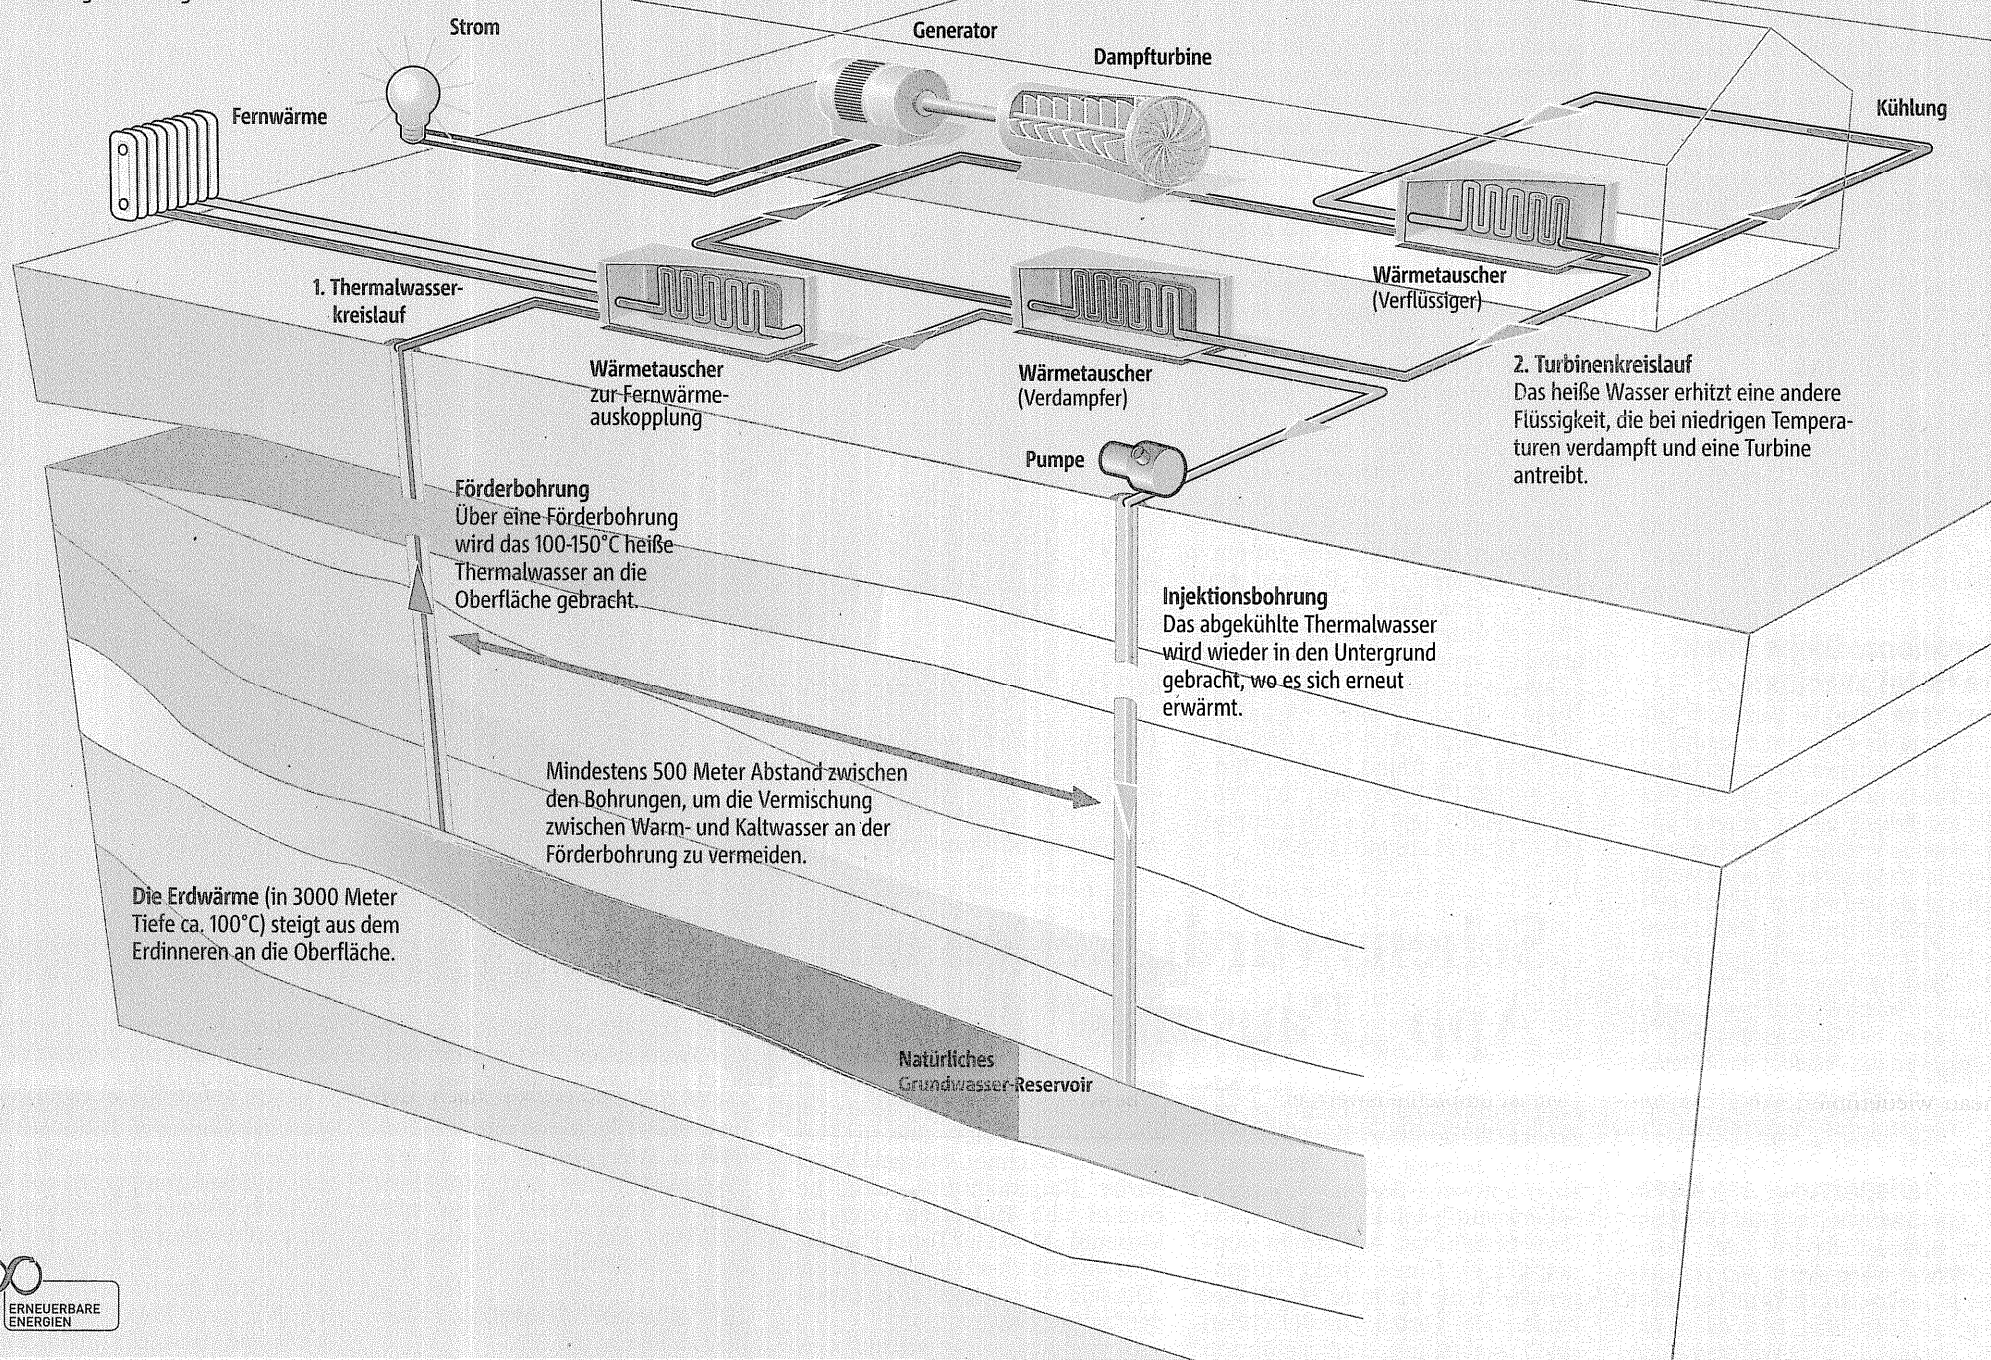 Strom
Generator
Dampfturbine
Fernwärme
Kühlung
1. Thermalwasser-
kreislauf
Wärmetauscher
(Verflüssiger)
Wärmetauscher
zur Fernwärme-
auskopplung
Wärmetauscher
(Verdampfer)
2. Turbinenkreislauf
Das heiße Wasser erhitzt eine andere
Flüssigkeit, die bei niedrigen Tempera-
turen verdampft und eine Turbine
antreibt.
Pumpe
Förderbohrung
Über eine Förderbohrung
wird das 100-150°C heiße
Thermalwasser an die
Oberfläche gebracht.
Injektionsbohrung
Das abgekühlte Thermalwasser
wird wieder in den Untergrund
gebracht, wo es sich erneut
erwärmt.
Mindestens 500 Meter Abstand zwischen
den Bohrungen, um die Vermischung
zwischen Warm- und Kaltwasser an der
Förderbohrung zu vermeiden.
Die Erdwärme (in 3000 Meter
Tiefe ca. 100°C) steigt aus dem
Erdinneren an die Oberfläche.
Natürliches
Grundwasser-Reservoir
ERNEUERBARE
ENERGIEN